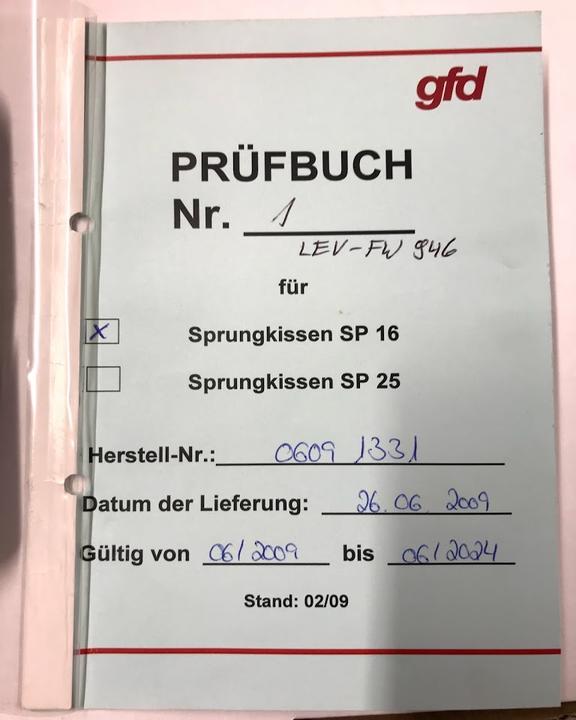 gfd
PRÜFBUCH
Nr. 1
LEV-FW 946
für
X Sprungkissen SP 16
Sprungkissen SP 25
Herstell-Nr.: 0609 1331
Datum der Lieferung: 26.06.2009
Gültig von 06/2009 bis 06/2024
Stand: 02/09